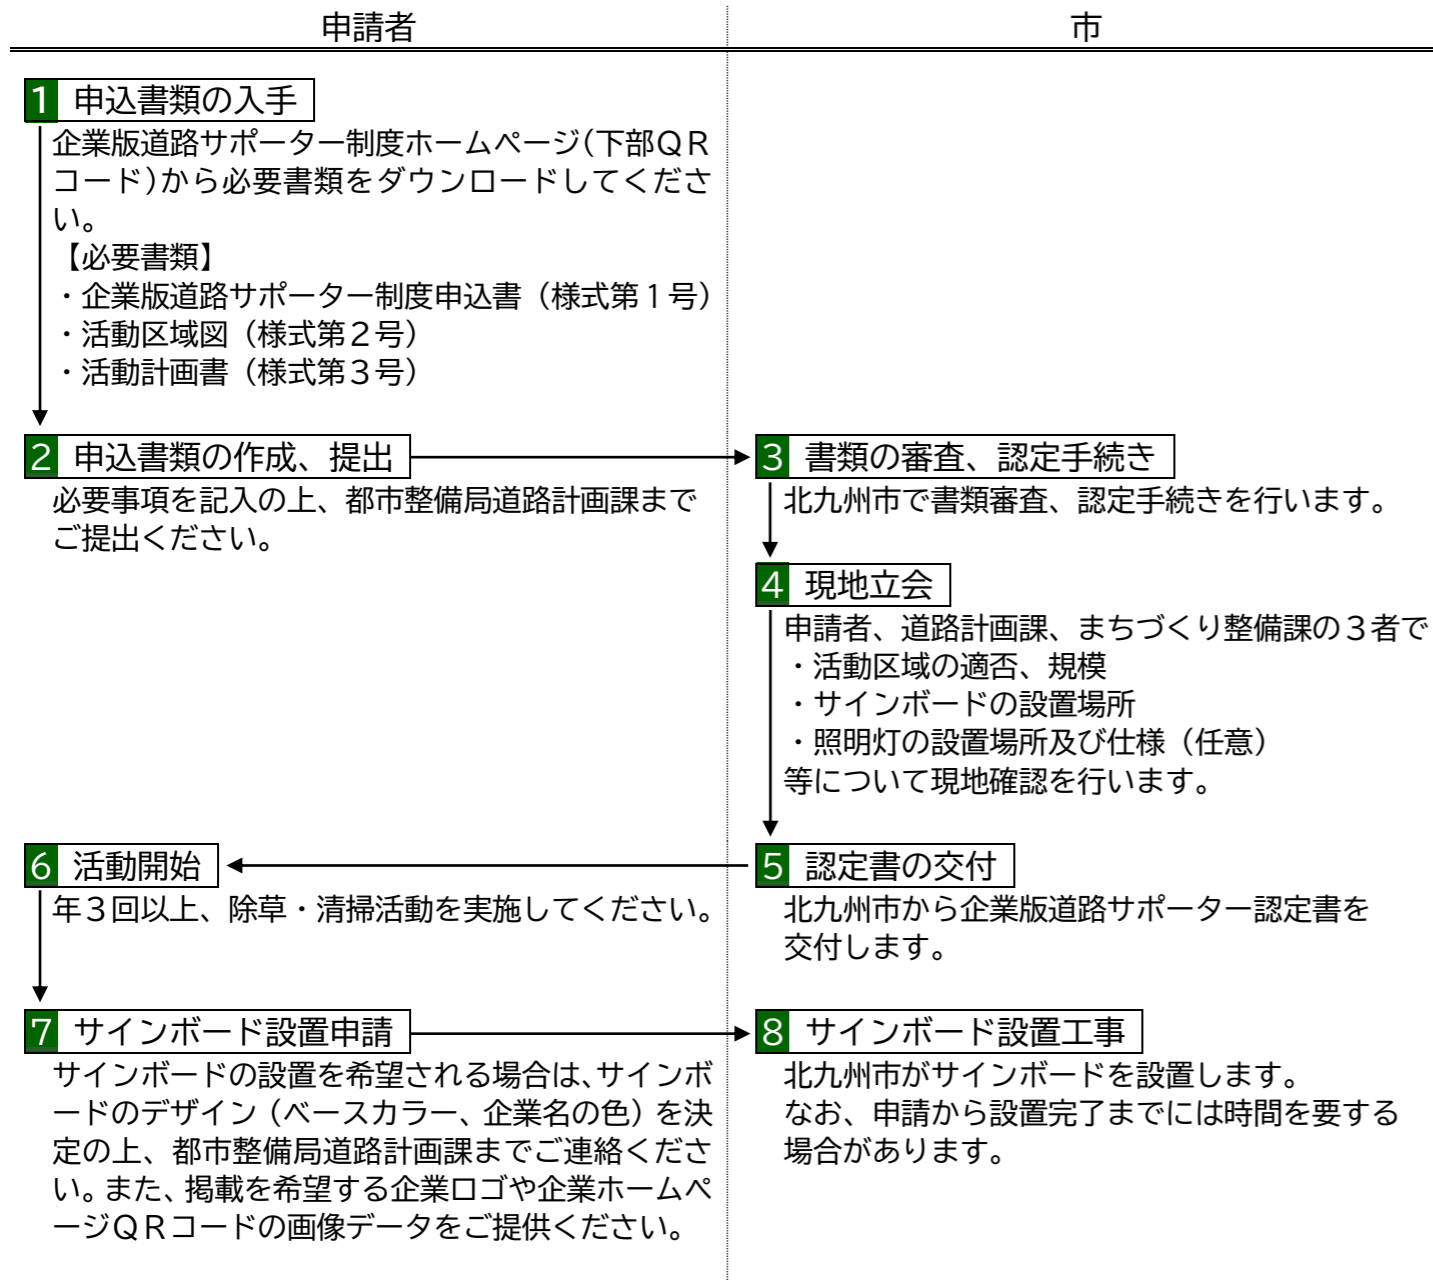 申請者
市
1 申込書類の入手
企業版道路サポーター制度ホームページ(下部QR
コード)から必要書類をダウンロードしてくださ
い。
【必要書類】
・企業版道路サポーター制度申込書（様式第１号）
・活動区域図（様式第２号）
・活動計画書（様式第３号）
2 申込書類の作成、提出
必要事項を記入の上、都市整備局道路計画課まで
ご提出ください。
3 書類の審査、認定手続き
北九州市で書類審査、認定手続きを行います。
4 現地立会
申請者、道路計画課、まちづくり整備課の３者で
・活動区域の適否、規模
・サインボードの設置場所
・照明灯の設置場所及び仕様（任意）
等について現地確認を行います。
5 認定書の交付
北九州市から企業版道路サポーター認定書を
交付します。
6 活動開始
年３回以上、除草・清掃活動を実施してください。
7 サインボード設置申請
サインボードの設置を希望される場合は、サインボ
ードのデザイン（ベースカラー、企業名の色）を決
定の上、都市整備局道路計画課までご連絡くださ
い。また、掲載を希望する企業ロゴや企業ホームペ
ージQRコードの画像データをご提供ください。
8 サインボード設置工事
北九州市がサインボードを設置します。
なお、申請から設置完了までには時間を要する
場合があります。